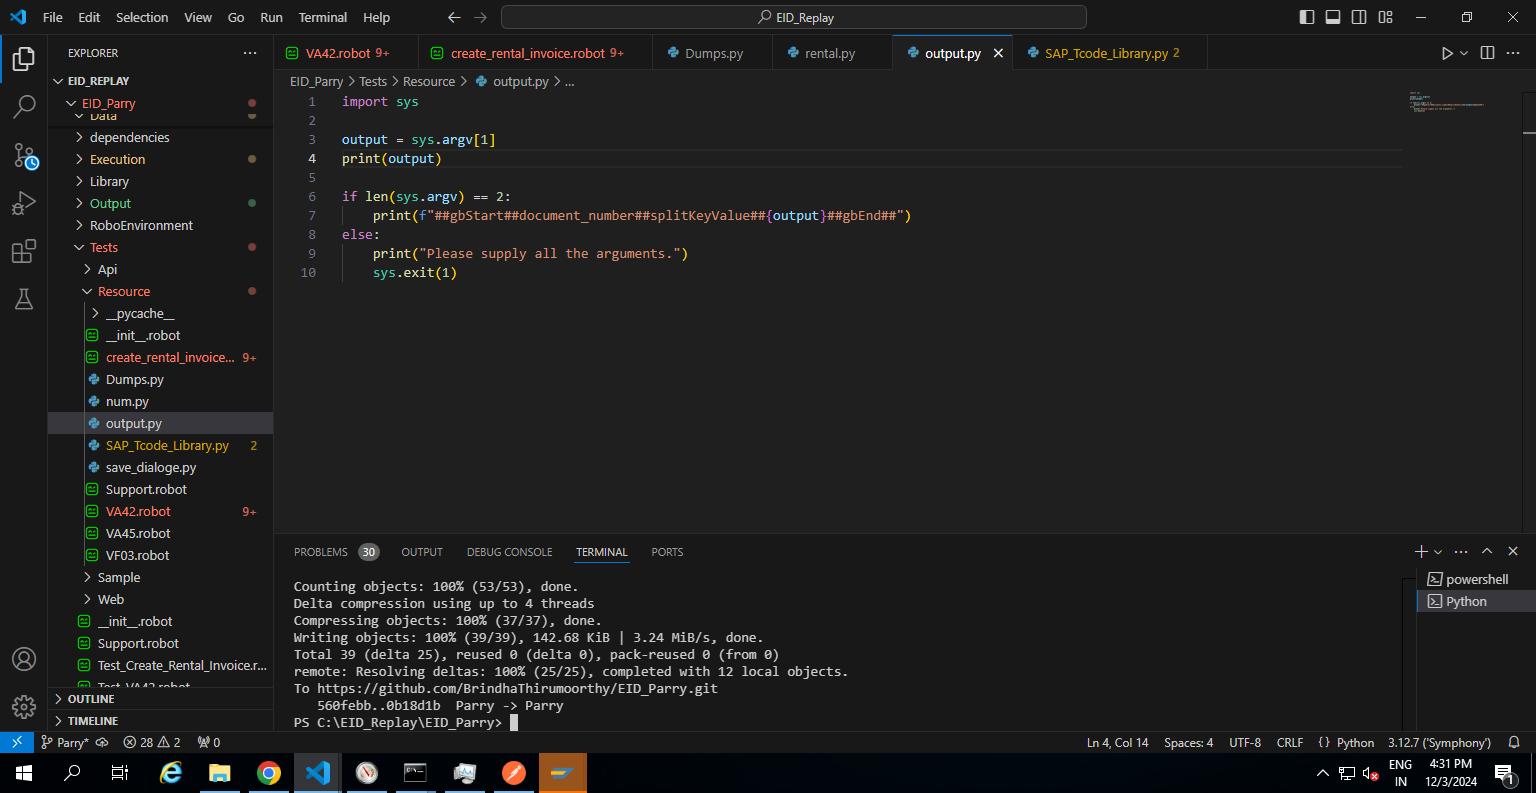 File Edit Selection View Go Run Terminal Help
EID_Replay
EXPLORER
EID_REPLAY
EID_Parry
Data
dependencies
Execution
Library
Output
RoboEnvironment
Tests
Api
Resource
__pycache__
__init__.robot
create_rental_invoice... 9+
Dumps.py
num.py
output.py
SAP_Tcode_Library.py 2
save_dialoge.py
Support.robot
VA42.robot 9+
VA45.robot
VF03.robot
Sample
Web
__init__.robot
Support.robot
Test_Create_Rental_Invoice.r...
Test_VA42.robot
OUTLINE
TIMELINE
VA42.robot 9+ create_rental_invoice.robot 9+ Dumps.py rental.py output.py SAP_Tcode_Library.py 2
EID_Parry > Tests > Resource > output.py > ...
1 import sys
2
3 output = sys.argv[1]
4 print(output)
5
6 if len(sys.argv) == 2:
7 print(f"##gbStart##document_number##splitKeyValue##{output}##gbEnd##")
8 else:
9 print("Please supply all the arguments.")
10 sys.exit(1)
PROBLEMS 30 OUTPUT DEBUG CONSOLE TERMINAL PORTS
Counting objects: 100% (53/53), done.
Delta compression using up to 4 threads
Compressing objects: 100% (37/37), done.
Writing objects: 100% (39/39), 142.68 KiB | 3.24 MiB/s, done.
Total 39 (delta 25), reused 0 (delta 0), pack-reused 0 (from 0)
remote: Resolving deltas: 100% (25/25), completed with 12 local objects.
To https://github.com/BrindhaThirumoorthy/EID_Parry.git
560febb..0b18d1b Parry -> Parry
PS C:\EID_Replay\EID_Parry>
powershell
Python
Parry* 28 2 0 Ln 4, Col 14 Spaces: 4 UTF-8 CRLF { } Python 3.12.7 ('Symphony')
ENG
IN
4:31 PM
12/3/2024
1